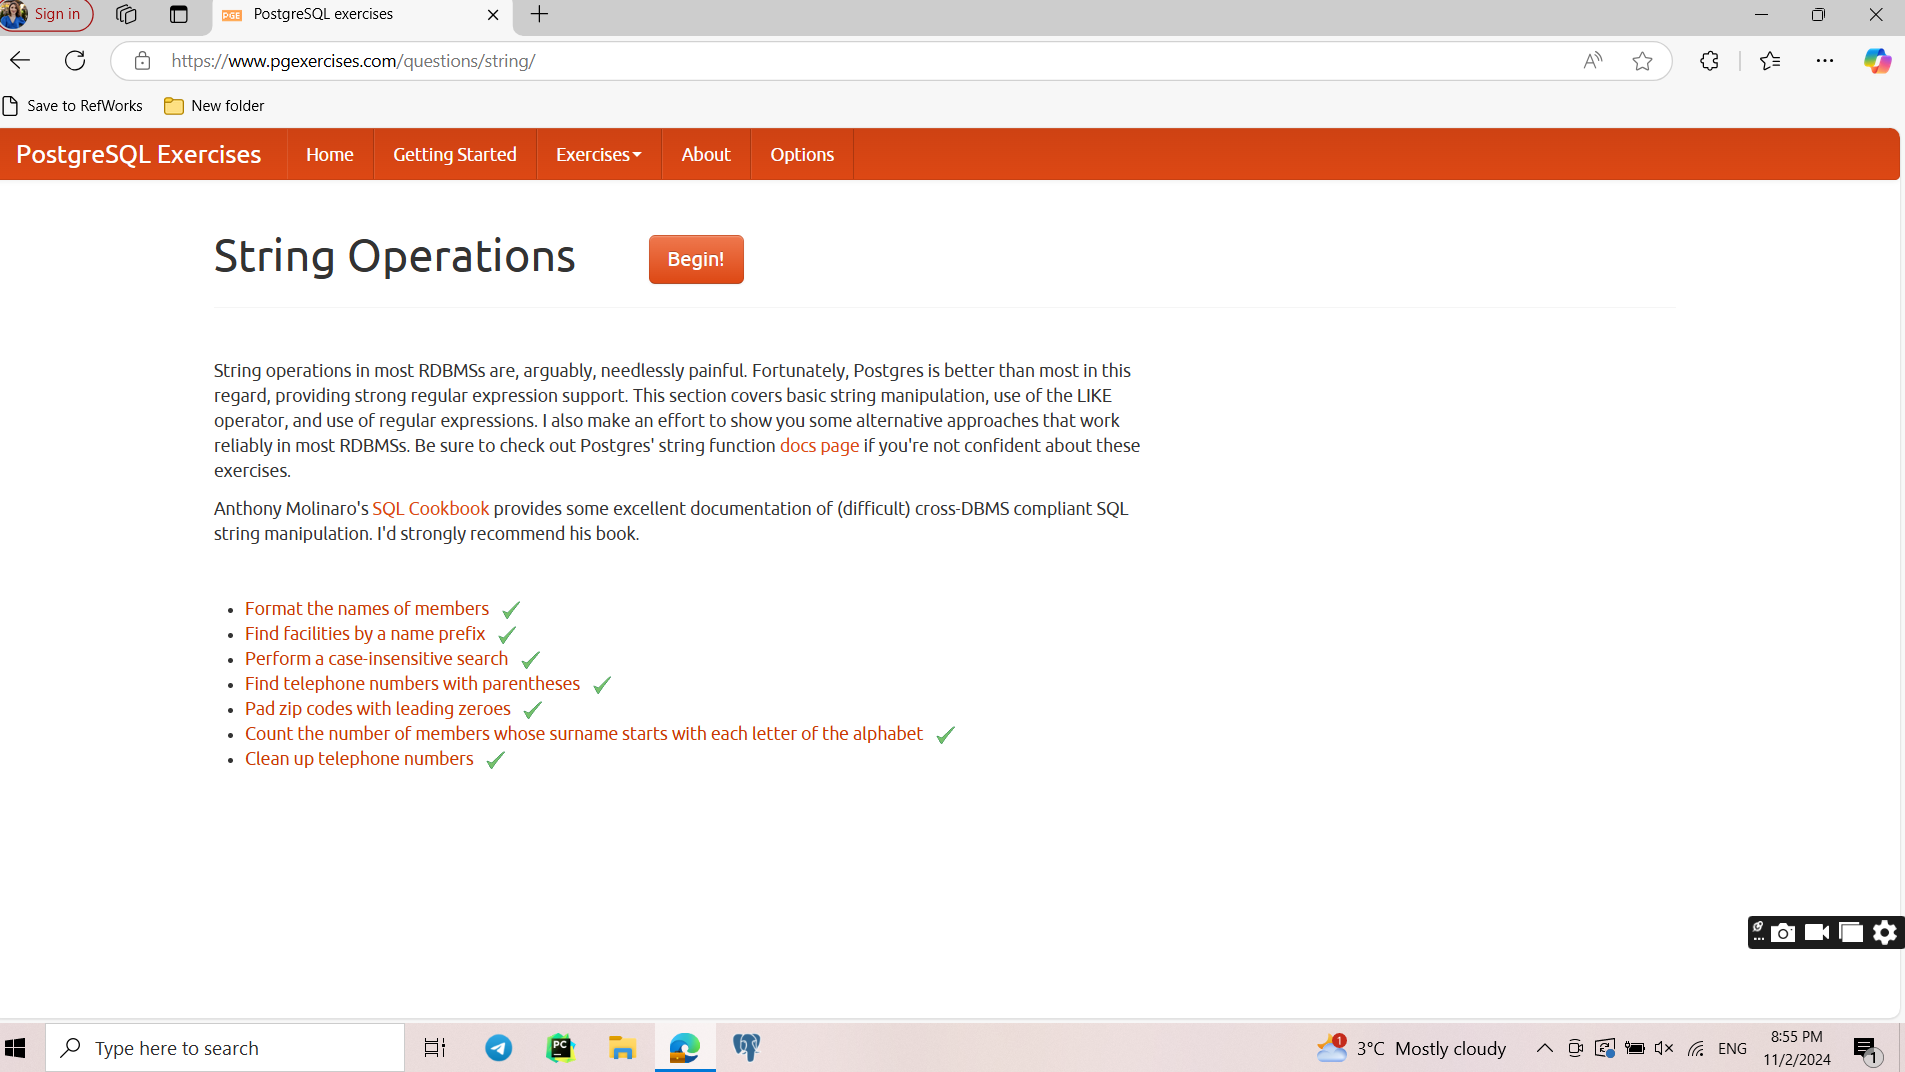 Sign in
PGE PostgreSQL exercises
https://www.pgexercises.com/questions/string/
Save to RefWorks New folder
PostgreSQL Exercises Home Getting Started Exercises About Options
String Operations Begin!
String operations in most RDBMSs are, arguably, needlessly painful. Fortunately, Postgres is better than most in this
regard, providing strong regular expression support. This section covers basic string manipulation, use of the LIKE
operator, and use of regular expressions. I also make an effort to show you some alternative approaches that work
reliably in most RDBMSs. Be sure to check out Postgres' string function docs page if you're not confident about these
exercises.
Anthony Molinaro's SQL Cookbook provides some excellent documentation of (difficult) cross-DBMS compliant SQL
string manipulation. I'd strongly recommend his book.
Format the names of members
Find facilities by a name prefix
Perform a case-insensitive search
Find telephone numbers with parentheses
Pad zip codes with leading zeroes
Count the number of members whose surname starts with each letter of the alphabet
Clean up telephone numbers
Type here to search PC 1 3°C Mostly cloudy ENG 8:55 PM
11/2/2024 1